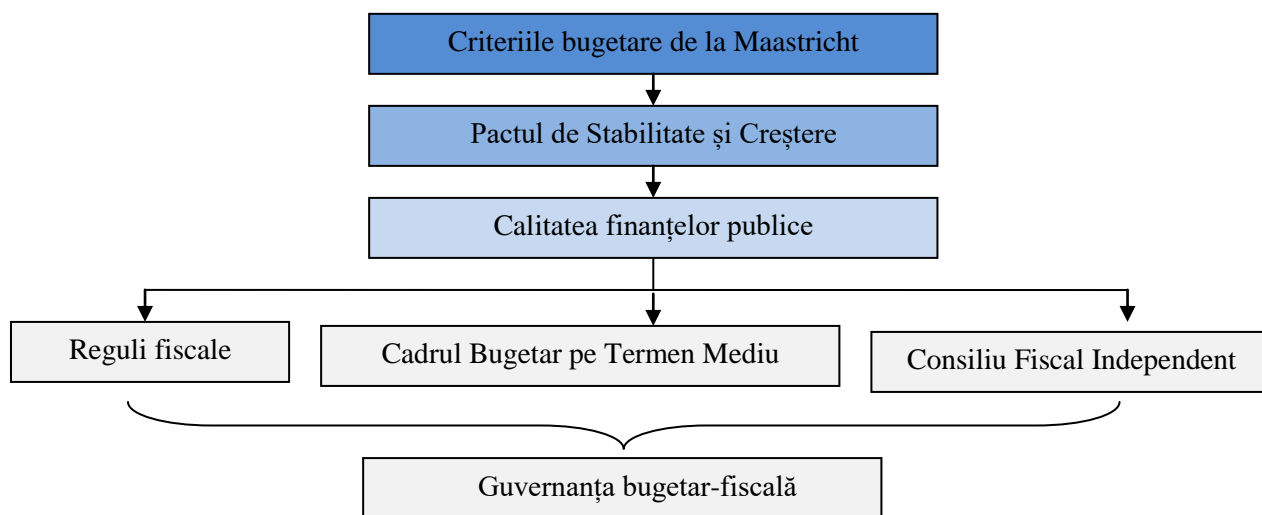 Criteriile bugetare de la Maastricht
Pactul de Stabilitate și Creștere
Calitatea finanțelor publice
Reguli fiscale
Cadrul Bugetar pe Termen Mediu
Consiliu Fiscal Independent
Guvernanța bugetar-fiscală